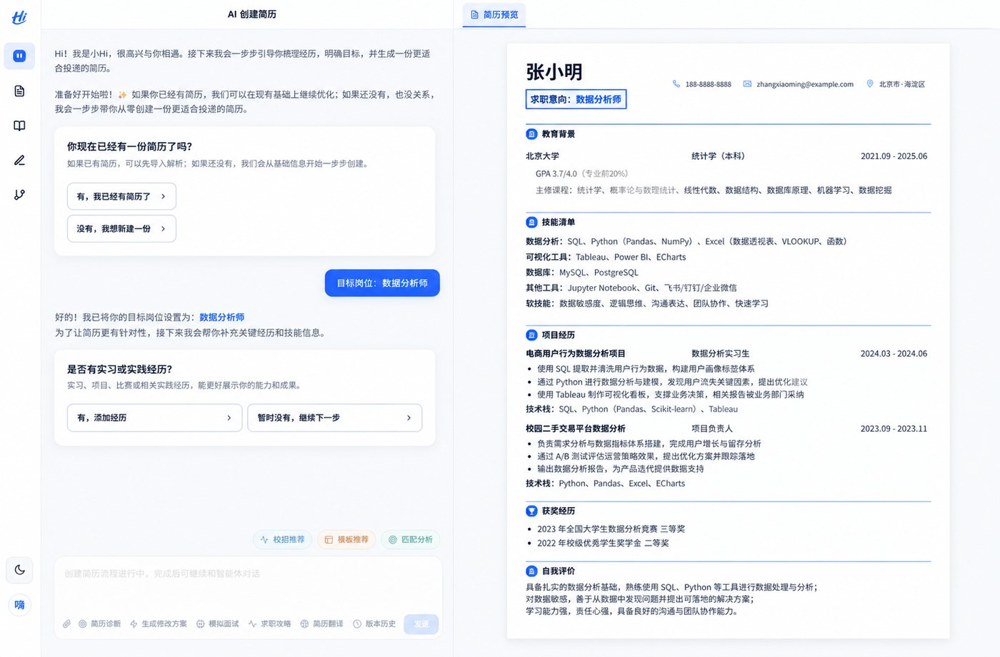 Hi
AI 创建简历
Hi！我是小Hi，很高兴与你相遇。接下来我会一步步引导你梳理经历，明确目标，并生成一份更适
合投递的简历。
准备好开始啦！✨ 如果你已经有简历，我们可以在现有基础上继续优化；如果还没有，也没关系，
我会一步步带你从零创建一份更适合投递的简历。
你现在已经有一份简历了吗？
如果已有简历，可以先导入解析；如果还没有，我们会从基础信息开始一步步创建。
有，我已经有简历了
没有，我想新建一份
目标岗位：数据分析师
好的！我已将你的目标岗位设置为：数据分析师
为了让简历更有针对性，接下来我会帮你补充关键经历和技能信息。
是否有实习或实践经历？
实习、项目、比赛或相关实践经历，能更好展示你的能力和成果。
有，添加经历
暂时没有，继续下一步
校招推荐
模板推荐
匹配分析
创建简历流程进行中，完成后可继续和智能体对话
简历诊断
生成修改方案
模拟面试
求职攻略
简历翻译
版本历史
发送
嗨
简历预览
张小明
188-8888-8888
zhangxiaoming@example.com
北京市·海淀区
求职意向：数据分析师
教育背景
北京大学 统计学（本科） 2021.09 - 2025.06
GPA 3.7/4.0（专业前20%）
主修课程：统计学、概率论与数理统计、线性代数、数据结构、数据库原理、机器学习、数据挖掘
技能清单
数据分析：SQL、Python（Pandas、NumPy）、Excel（数据透视表、VLOOKUP、函数）
可视化工具：Tableau、Power BI、ECharts
数据库：MySQL、PostgreSQL
其他工具：Jupyter Notebook、Git、飞书/钉钉/企业微信
软技能：数据敏感度、逻辑思维、沟通表达、团队协作、快速学习
项目经历
电商用户行为数据分析项目 数据分析实习生 2024.03 - 2024.06
• 使用 SQL 提取并清洗用户行为数据，构建用户画像标签体系
• 通过 Python 进行数据分析与建模，发现用户流失关键因素，提出优化建议
• 使用 Tableau 制作可视化看板，支撑业务决策，相关报告被业务部门采纳
技术栈：SQL、Python（Pandas、Scikit-learn）、Tableau
校园二手交易平台数据分析 项目负责人 2023.09 - 2023.11
• 负责需求分析与数据指标体系搭建，完成用户增长与留存分析
• 通过 A/B 测试评估运营策略效果，提出优化方案并跟踪落地
• 输出数据分析报告，为产品迭代提供数据支持
技术栈：Python、Pandas、Excel、ECharts
获奖经历
• 2023 年全国大学生数据分析竞赛 三等奖
• 2022 年校级优秀学生奖学金 二等奖
自我评价
具备扎实的数据分析基础，熟练使用 SQL、Python 等工具进行数据处理与分析；
对数据敏感，善于从数据中发现问题并提出可落地的解决方案；
学习能力强，责任心强，具备良好的沟通与团队协作能力。